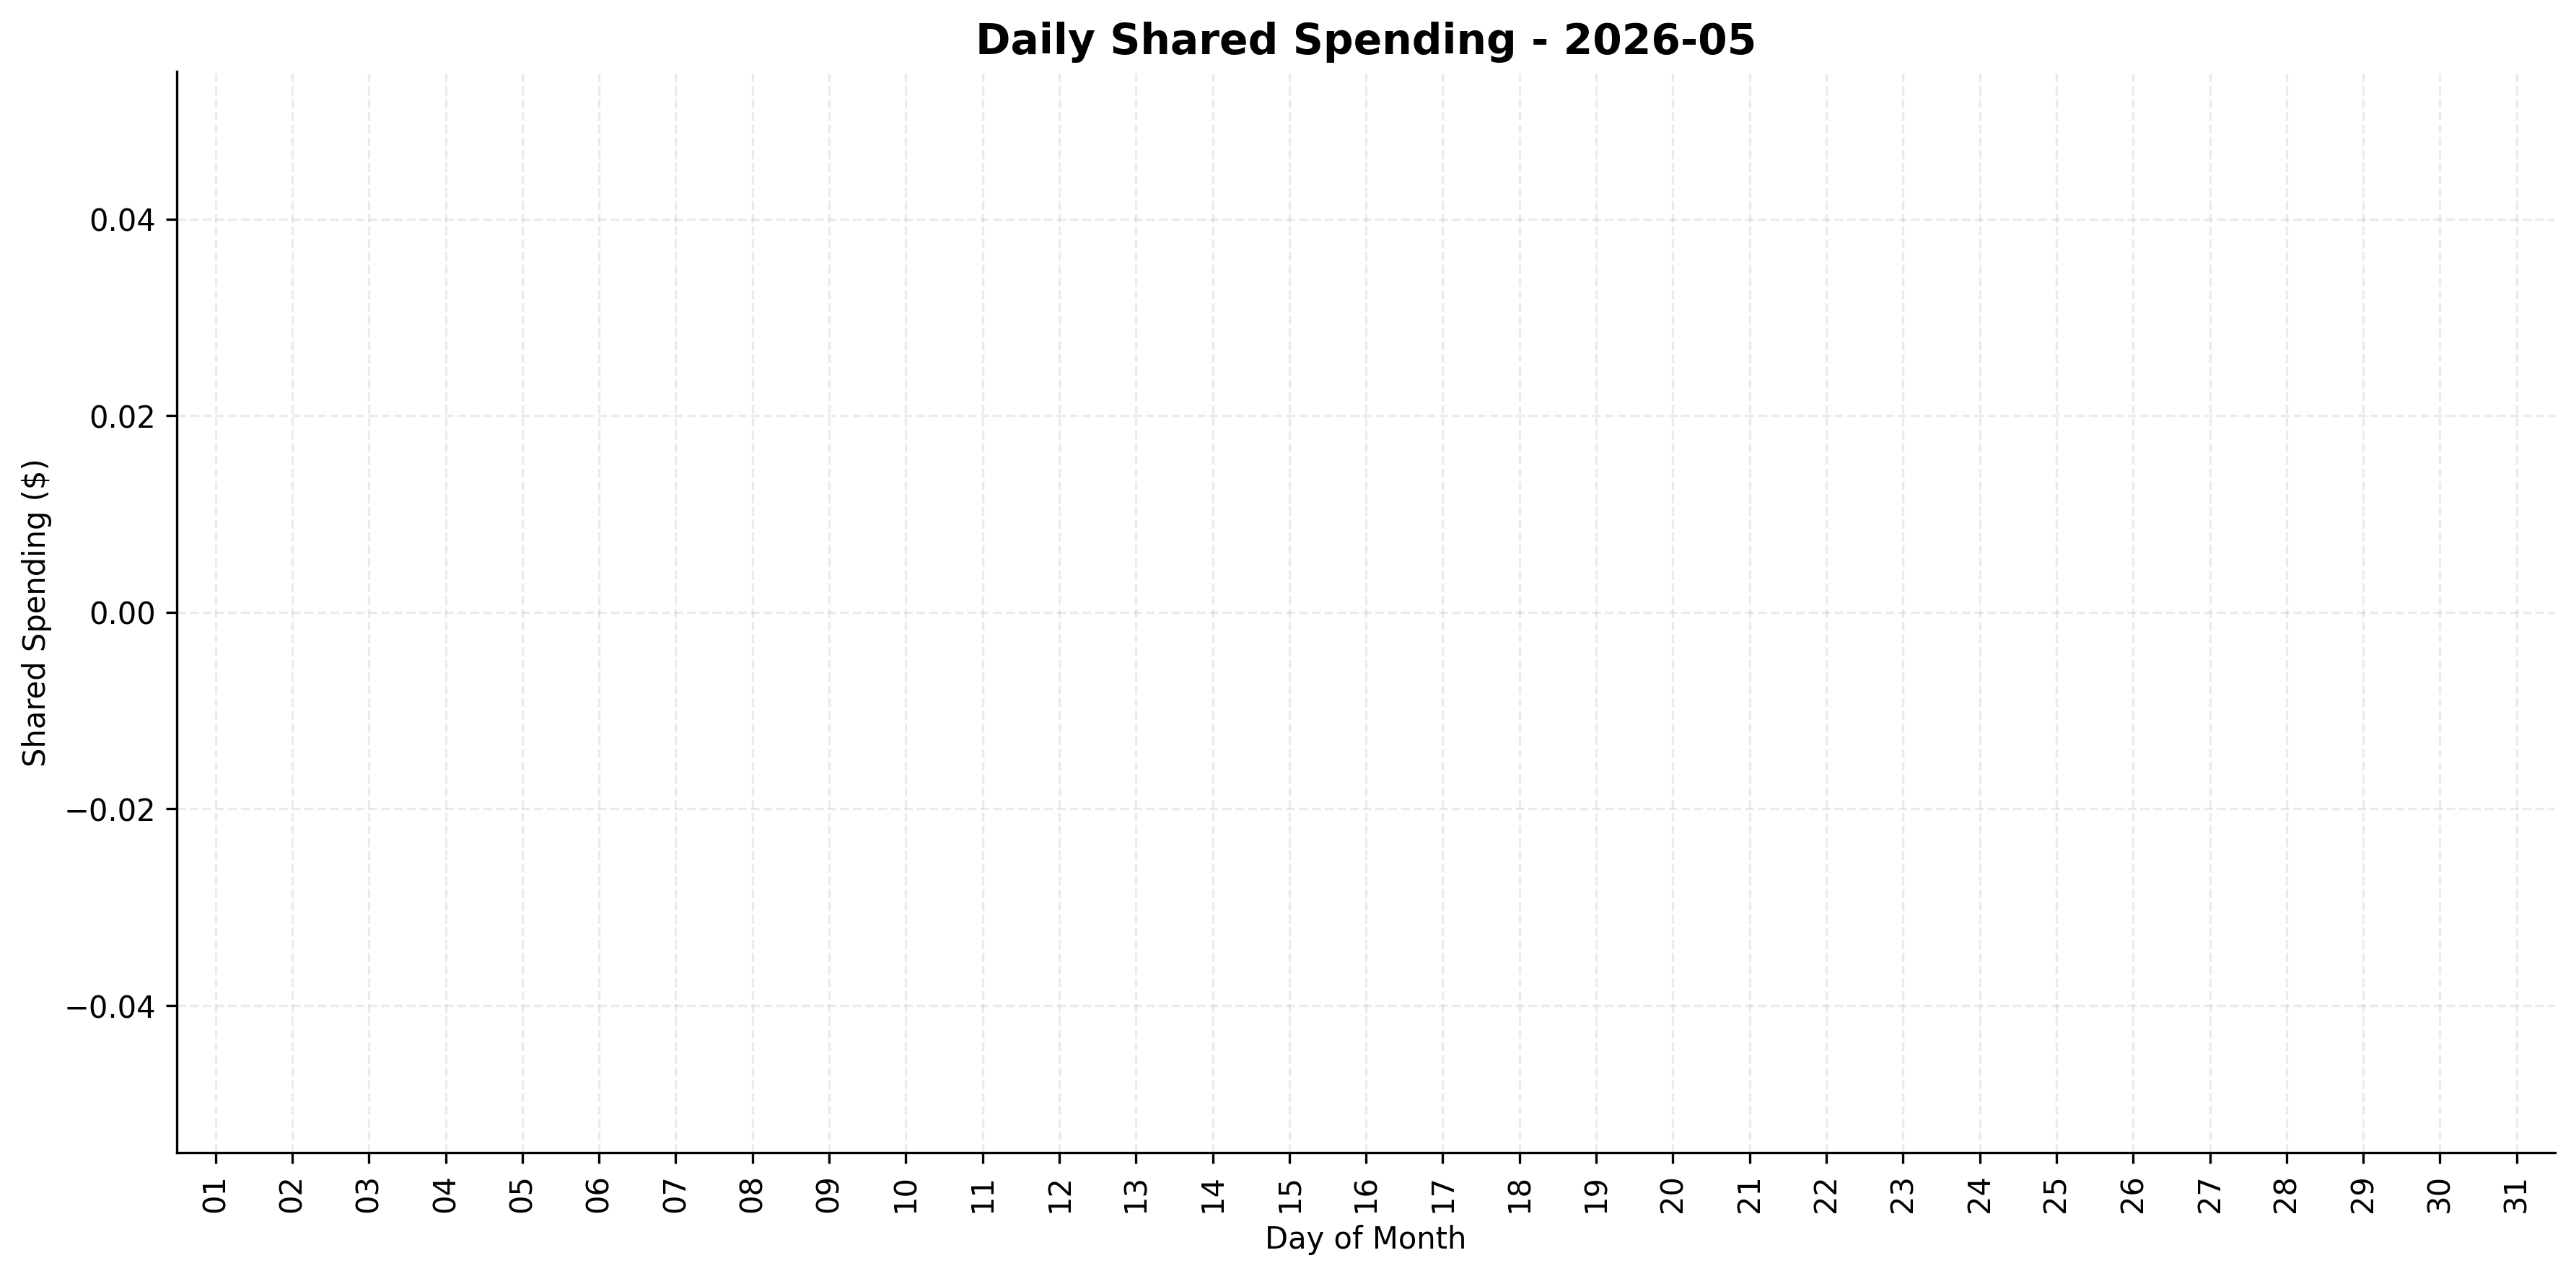 Daily Shared Spending - 2026-05
Shared Spending ($)
0.04
0.02
0.00
−0.02
−0.04
01 02 03 04 05 06 07 08 09 10 11 12 13 14 15 16 17 18 19 20 21 22 23 24 25 26 27 28 29 30 31
Day of Month